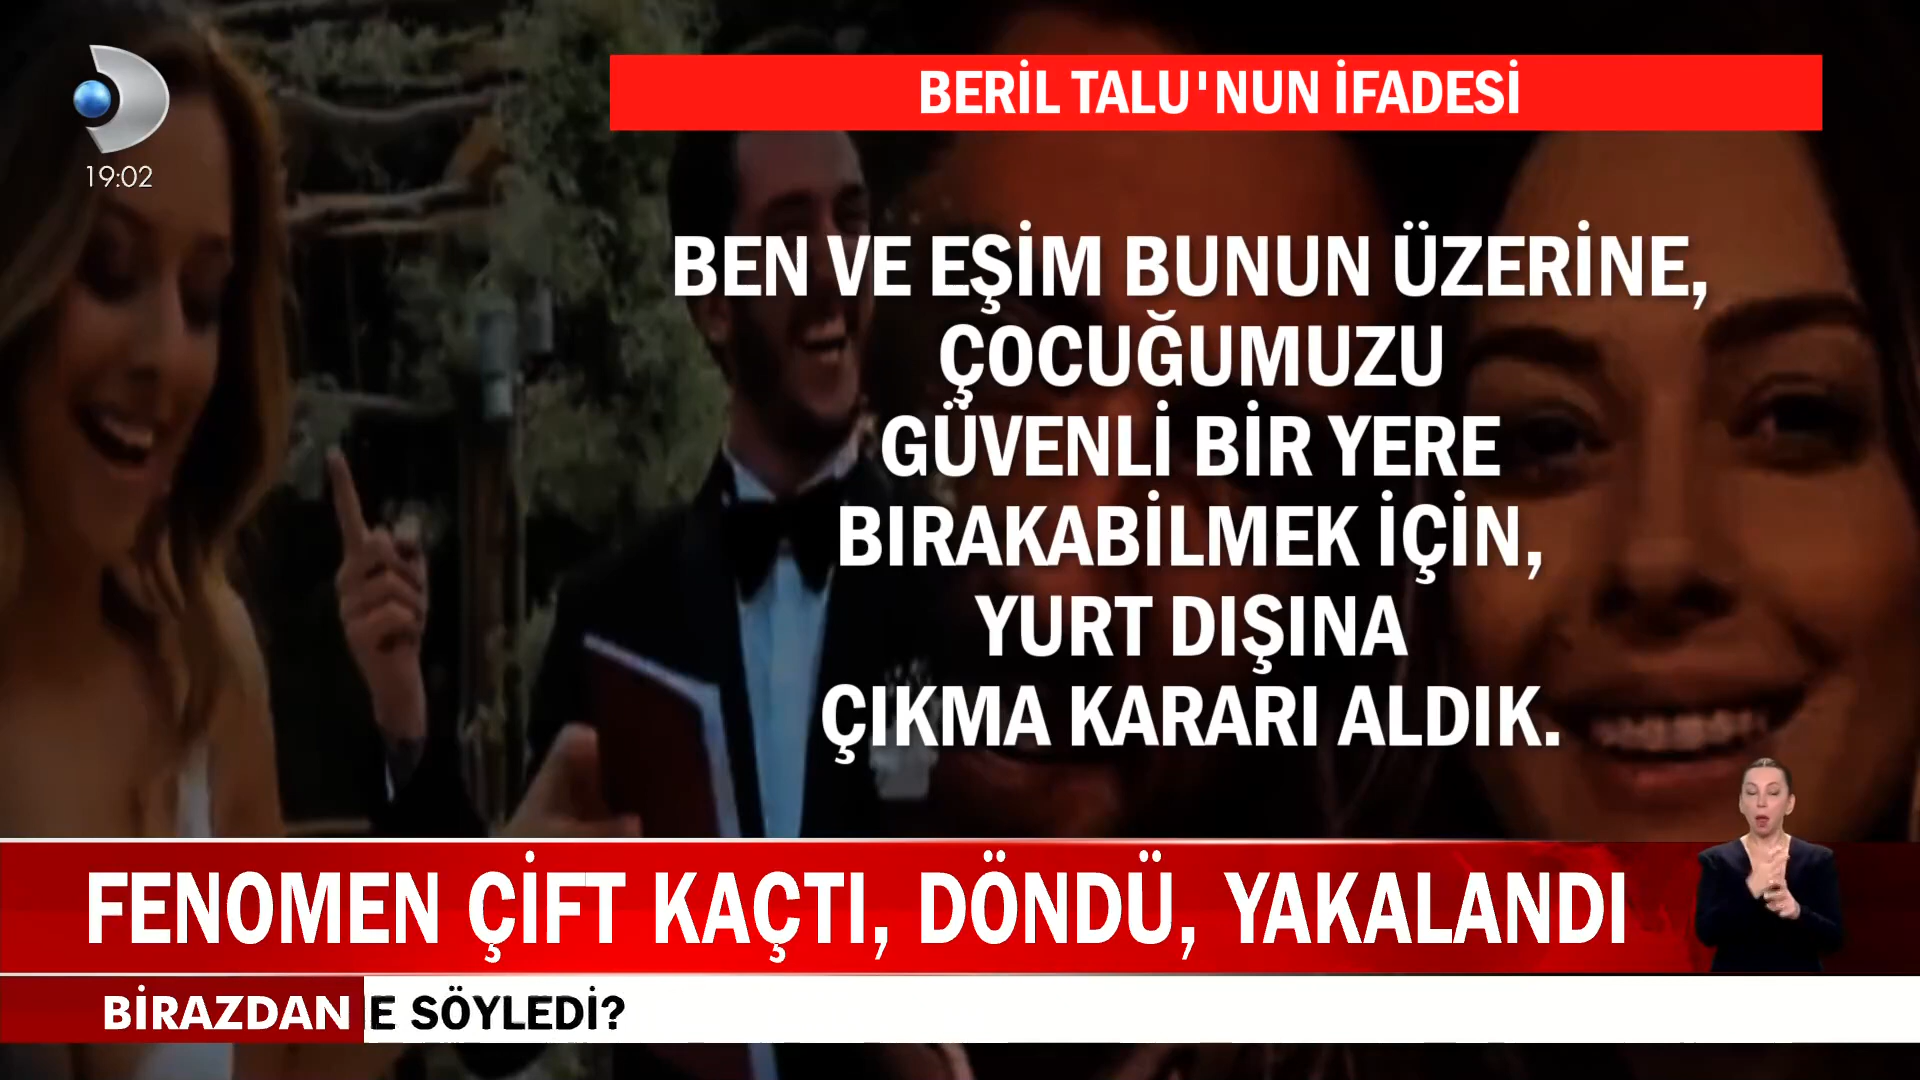 19:02
BERİL TALU'NUN İFADESİ
BEN VE EŞİM BUNUN ÜZERİNE,
ÇOCUĞUMUZU
GÜVENLİ BİR YERE
BIRAKABİLMEK İÇİN,
YURT DIŞINA
ÇIKMA KARARI ALDIK.
FENOMEN ÇİFT KAÇTI, DÖNDÜ, YAKALANDI
BİRAZDAN E SÖYLEDİ?